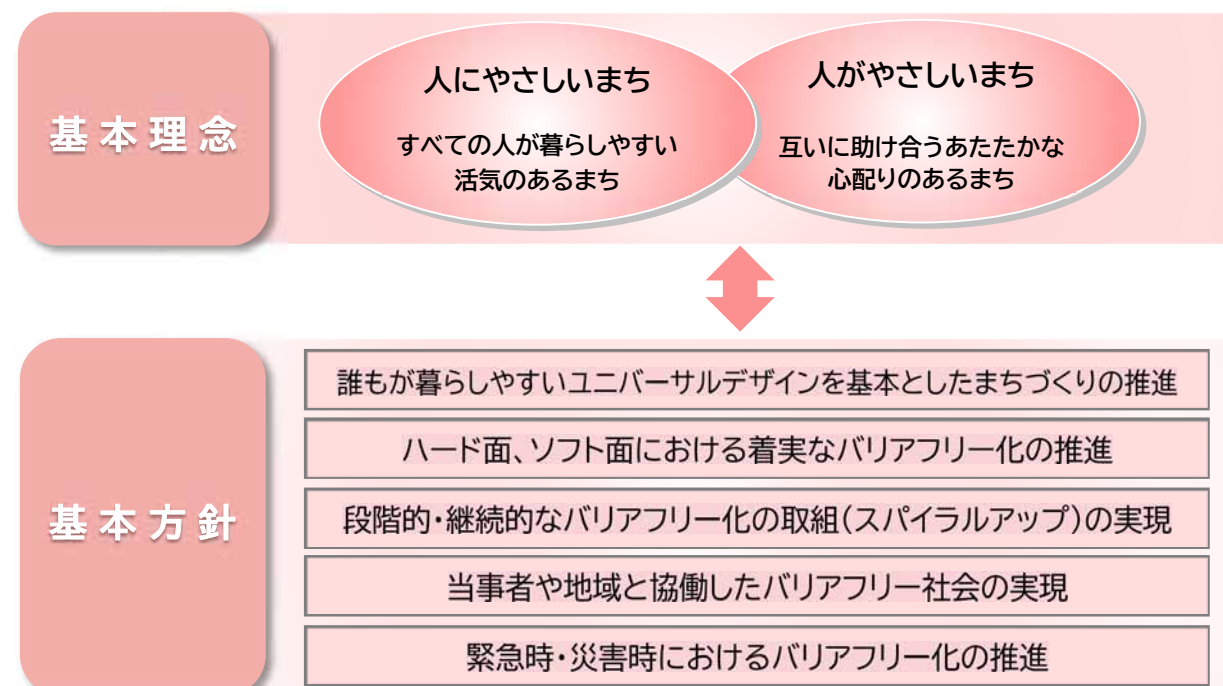 基本理念
人にやさしいまち
すべての人が暮らしやすい
活気のあるまち
人がやさしいまち
互いに助け合うあたたかな
心配りのあるまち
基本方針
誰もが暮らしやすいユニバーサルデザインを基本としたまちづくりの推進
ハード面、ソフト面における着実なバリアフリー化の推進
段階的・継続的なバリアフリー化の取組(スパイラルアップ)の実現
当事者や地域と協働したバリアフリー社会の実現
緊急時・災害時におけるバリアフリー化の推進